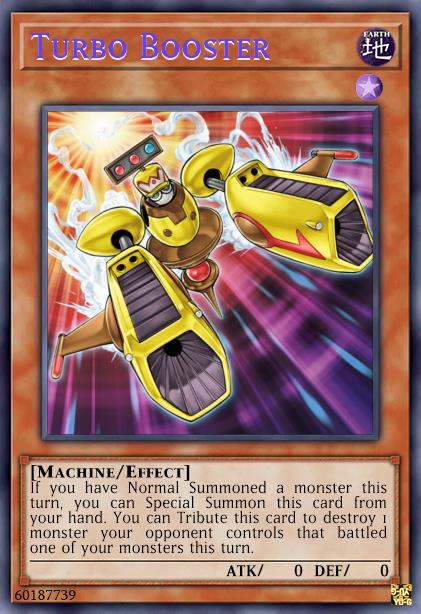 TURBO BOOSTER
EARTH
地
[MACHINE/EFFECT]
If you have Normal Summoned a monster this
turn, you can Special Summon this card from
your hand. You can Tribute this card to destroy 1
monster your opponent controls that battled
one of your monsters this turn.
ATK/ 0 DEF/ 0
60187739